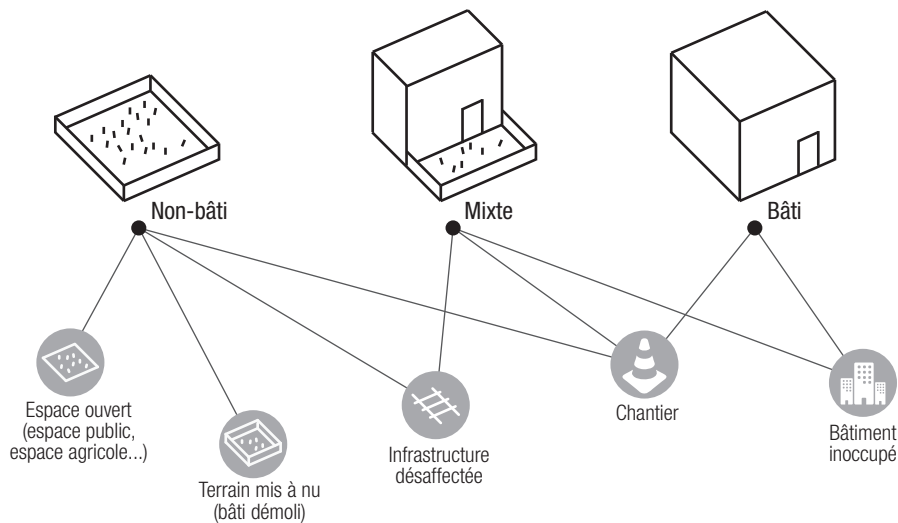 Non-bâti
Mixte
Bâti
Espace ouvert
(espace public,
espace agricole...)
Terrain mis à nu
(bâti démoli)
Infrastructure
désaffectée
Chantier
Bâtiment
inoccupé